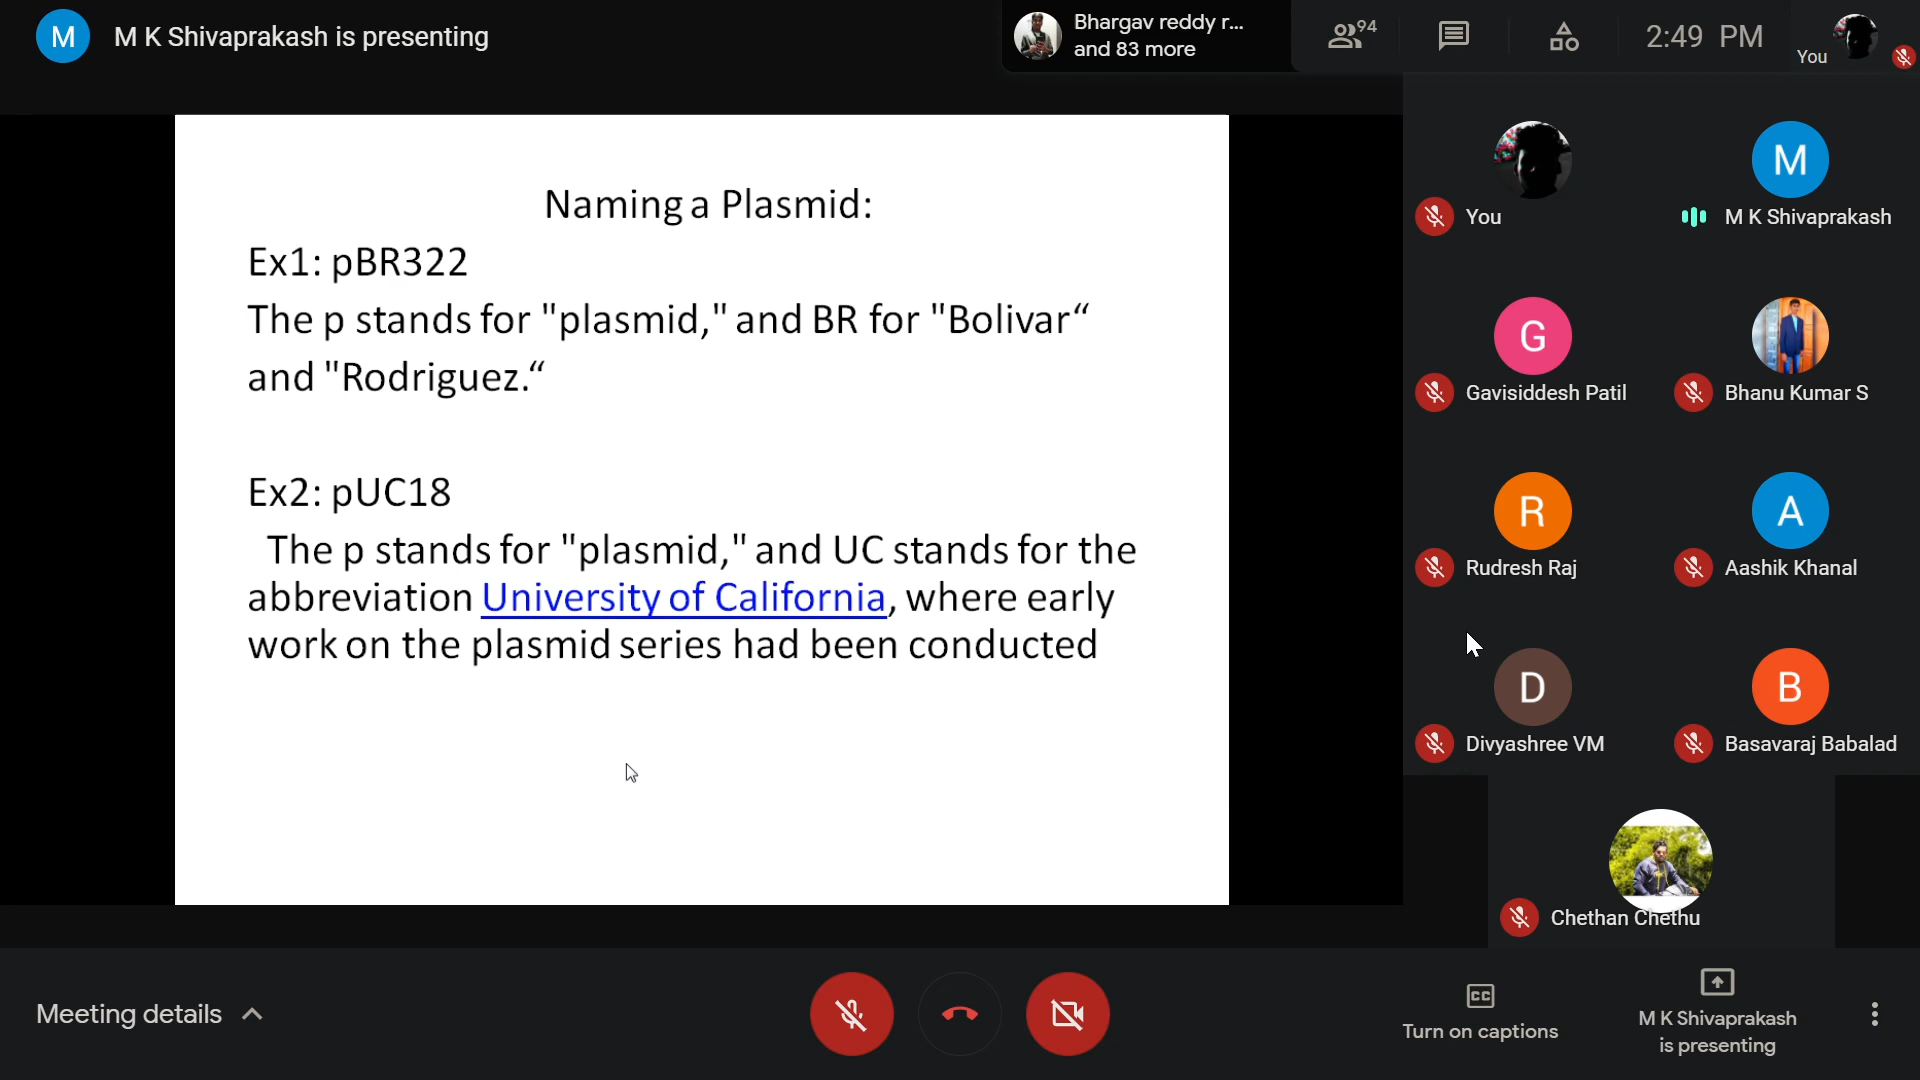 M
M K Shivaprakash is presenting
Bhargav reddy r...
and 83 more
94
2:49 PM
You
Naming a Plasmid:
Ex1: pBR322
The p stands for "plasmid," and BR for "Bolivar“
and "Rodriguez.“
Ex2: pUC18
The p stands for "plasmid," and UC stands for the
abbreviation University of California, where early
work on the plasmid series had been conducted
You
M
M K Shivaprakash
G
Gavisiddesh Patil
Bhanu Kumar S
R
Rudresh Raj
A
Aashik Khanal
D
Divyashree VM
B
Basavaraj Babalad
Chethan Chethu
Meeting details
CC
Turn on captions
M K Shivaprakash
is presenting